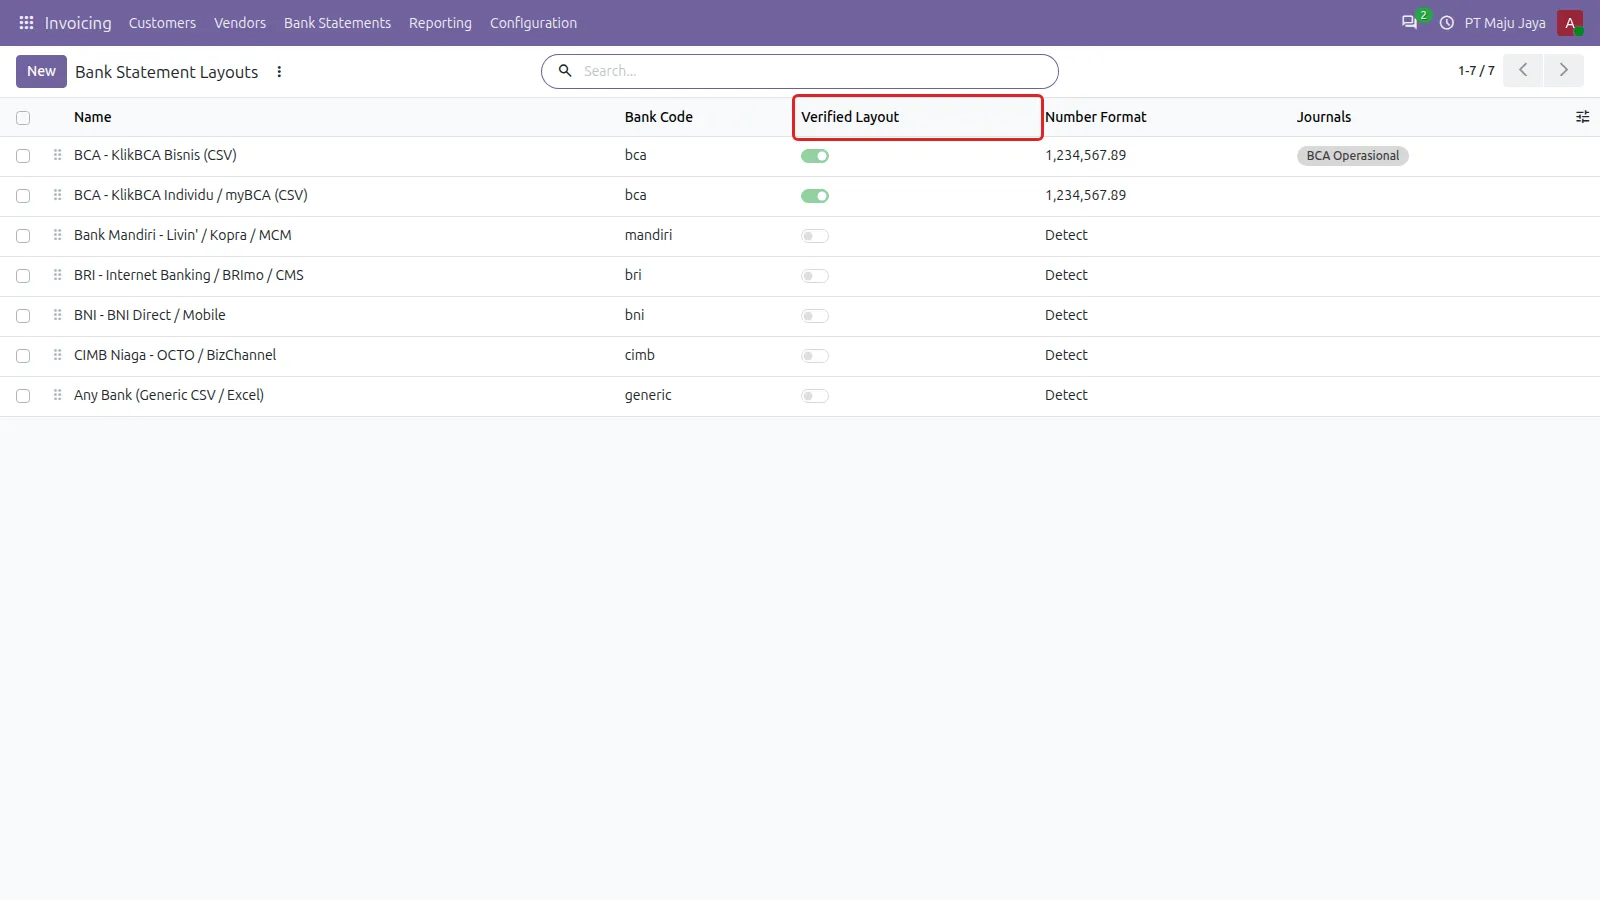 Invoicing Customers Vendors Bank Statements Reporting Configuration 2 PT Maju Jaya A
New Bank Statement Layouts Search... 1-7 / 7
Name Bank Code Verified Layout Number Format Journals
BCA - KlikBCA Bisnis (CSV) bca 1,234,567.89 BCA Operasional
BCA - KlikBCA Individu / myBCA (CSV) bca 1,234,567.89
Bank Mandiri - Livin' / Kopra / MCM mandiri Detect
BRI - Internet Banking / BRImo / CMS bri Detect
BNI - BNI Direct / Mobile bni Detect
CIMB Niaga - OCTO / BizChannel cimb Detect
Any Bank (Generic CSV / Excel) generic Detect